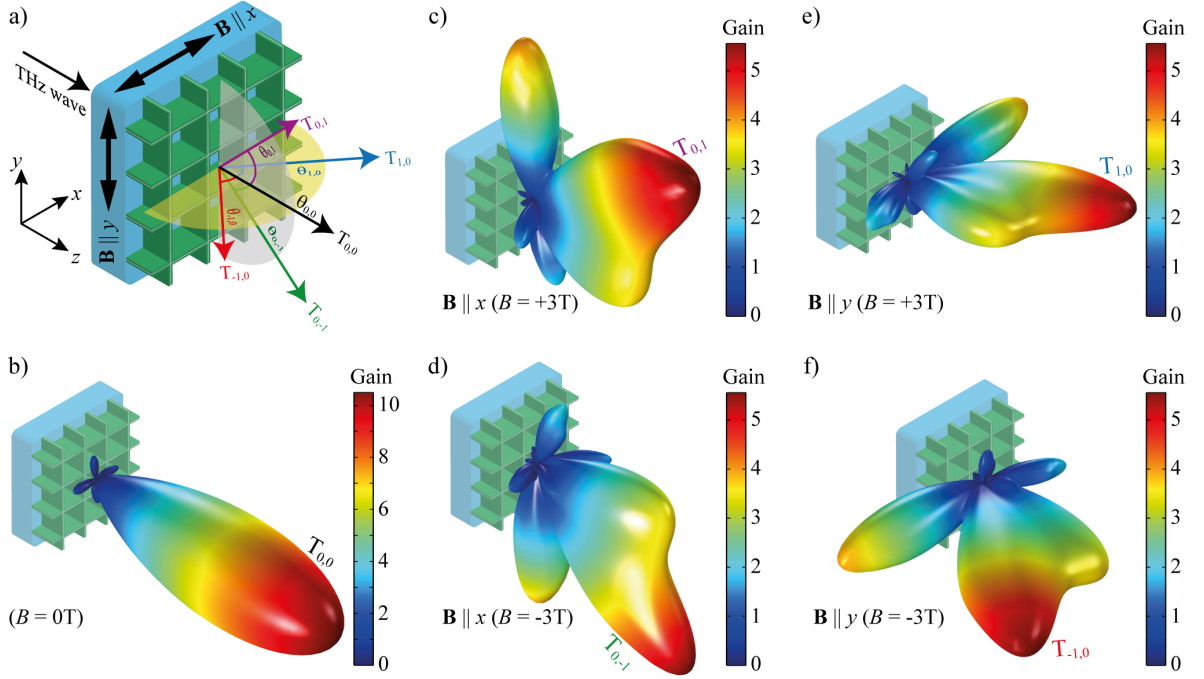 a)
B ∥ x
THz wave
B ∥ y
y
x
z
T0,1
θ0,1
T1,0
Θ1,0
θ0,0
T0,0
θ-1,0
T-1,0
Θ0,-1
T0,-1
b)
Gain
10
8
6
4
2
0
T0,0
(B = 0T)
c)
Gain
5
4
3
2
1
0
T0,1
B ∥ x (B = +3T)
d)
Gain
5
4
3
2
1
0
T0,-1
B ∥ x (B = -3T)
e)
Gain
5
4
3
2
1
0
T1,0
B ∥ y (B = +3T)
f)
Gain
5
4
3
2
1
0
T-1,0
B ∥ y (B = -3T)